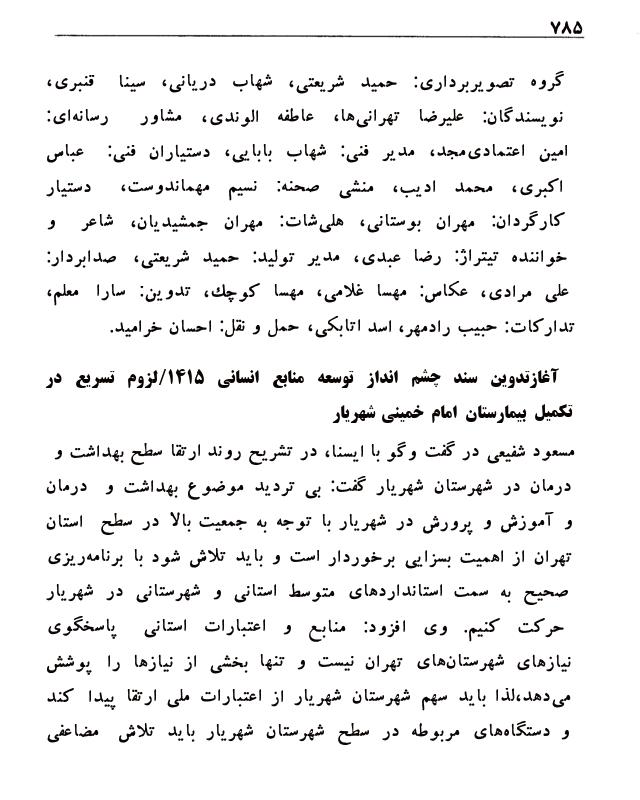 ۷۸۵
گروه تصویربرداری: حمید شریعتی، شهاب دریانی، سینا قنبری،
نویسندگان: علیرضا تهرانی‌ها، عاطفه الوندی، مشاور رسانه‌ای:
امین اعتمادی‌مجد، مدیر فنی: شهاب بابایی، دستیاران فنی: عباس
اکبری، محمد ادیب، منشی صحنه: نسیم مهماندوست، دستیار
کارگردان: مهران بوستانی، هلی‌شات: مهران جمشیدیان، شاعر و
خواننده تیتراژ: رضا عبدی، مدیر تولید: حمید شریعتی، صدابردار:
علی مرادی، عکاس: مهسا غلامی، مهسا کوچك، تدوین: سارا معلم،
تدارکات: حبیب رادمهر، اسد اتابکی، حمل و نقل: احسان خرامید.
آغازتدوین سند چشم انداز توسعه منابع انسانی ۱۴۱۵/لزوم تسریع در
تکمیل بیمارستان امام خمینی شهریار
مسعود شفیعی در گفت وگو با ایسنا، در تشریح روند ارتقا سطح بهداشت و
درمان در شهرستان شهریار گفت: بی تردید موضوع بهداشت و درمان
و آموزش و پرورش در شهریار با توجه به جمعیت بالا در سطح استان
تهران از اهمیت بسزایی برخوردار است و باید تلاش شود با برنامه‌ریزی
صحیح به سمت استانداردهای متوسط استانی و شهرستانی در شهریار
حرکت کنیم. وی افزود: منابع و اعتبارات استانی پاسخگوی
نیازهای شهرستان‌های تهران نیست و تنها بخشی از نیازها را پوشش
می‌دهد،لذا باید سهم شهرستان شهریار از اعتبارات ملی ارتقا پیدا کند
و دستگاه‌های مربوطه در سطح شهرستان شهریار باید تلاش مضاعفی